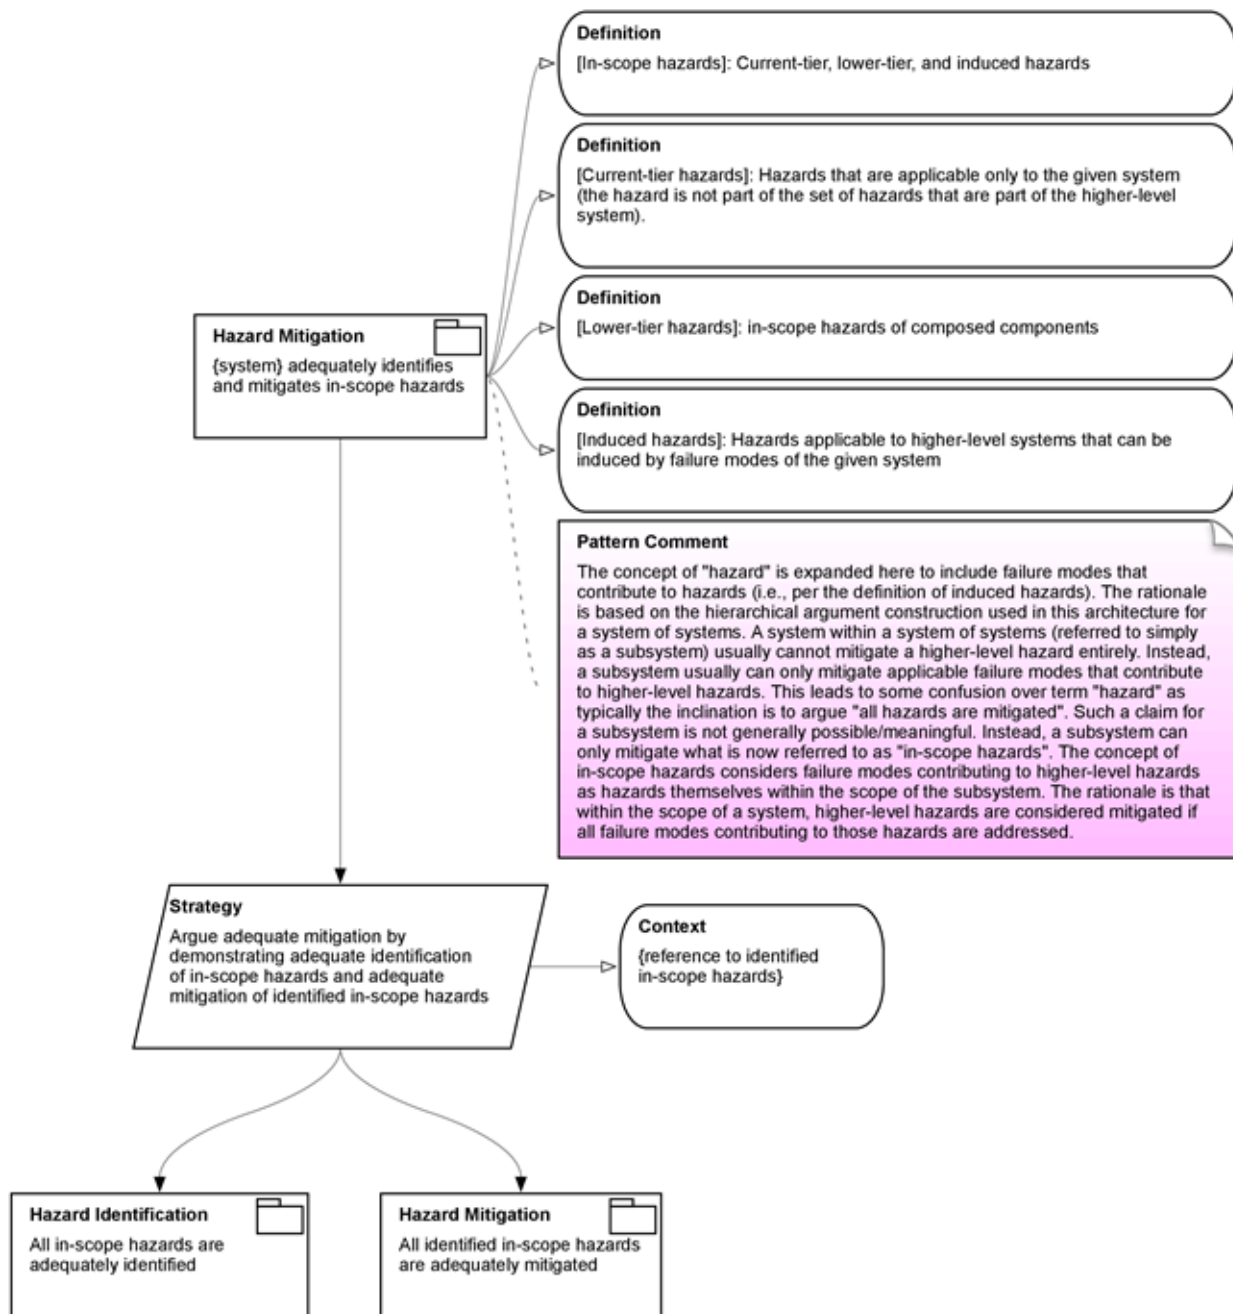 Definition
[In-scope hazards]: Current-tier, lower-tier, and induced hazards
Definition
[Current-tier hazards]: Hazards that are applicable only to the given system
(the hazard is not part of the set of hazards that are part of the higher-level
system).
Definition
[Lower-tier hazards]: in-scope hazards of composed components
Hazard Mitigation
{system} adequately identifies
and mitigates in-scope hazards
Definition
[Induced hazards]: Hazards applicable to higher-level systems that can be
induced by failure modes of the given system
Pattern Comment
The concept of "hazard" is expanded here to include failure modes that
contribute to hazards (i.e., per the definition of induced hazards). The rationale
is based on the hierarchical argument construction used in this architecture for
a system of systems. A system within a system of systems (referred to simply
as a subsystem) usually cannot mitigate a higher-level hazard entirely. Instead,
a subsystem usually can only mitigate applicable failure modes that contribute
to higher-level hazards. This leads to some confusion over term "hazard" as
typically the inclination is to argue "all hazards are mitigated". Such a claim for
a subsystem is not generally possible/meaningful. Instead, a subsystem can
only mitigate what is now referred to as "in-scope hazards". The concept of
in-scope hazards considers failure modes contributing to higher-level hazards
as hazards themselves within the scope of the subsystem. The rationale is that
within the scope of a system, higher-level hazards are considered mitigated if
all failure modes contributing to those hazards are addressed.
Strategy
Argue adequate mitigation by
demonstrating adequate identification
of in-scope hazards and adequate
mitigation of identified in-scope hazards
Context
{reference to identified
in-scope hazards}
Hazard Identification
All in-scope hazards are
adequately identified
Hazard Mitigation
All identified in-scope hazards
are adequately mitigated